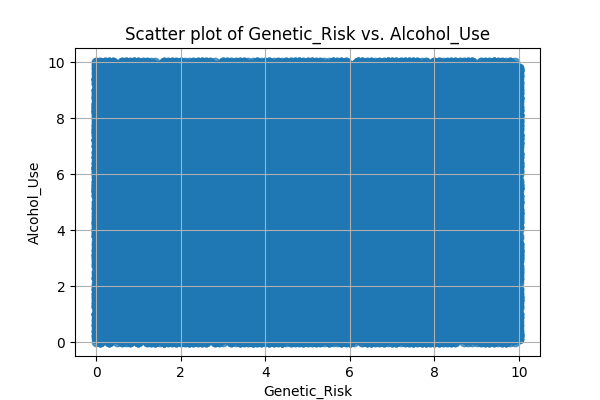 Scatter plot of Genetic_Risk vs. Alcohol_Use
10
8
6
4
2
0
Alcohol_Use
0 2 4 6 8 10
Genetic_Risk